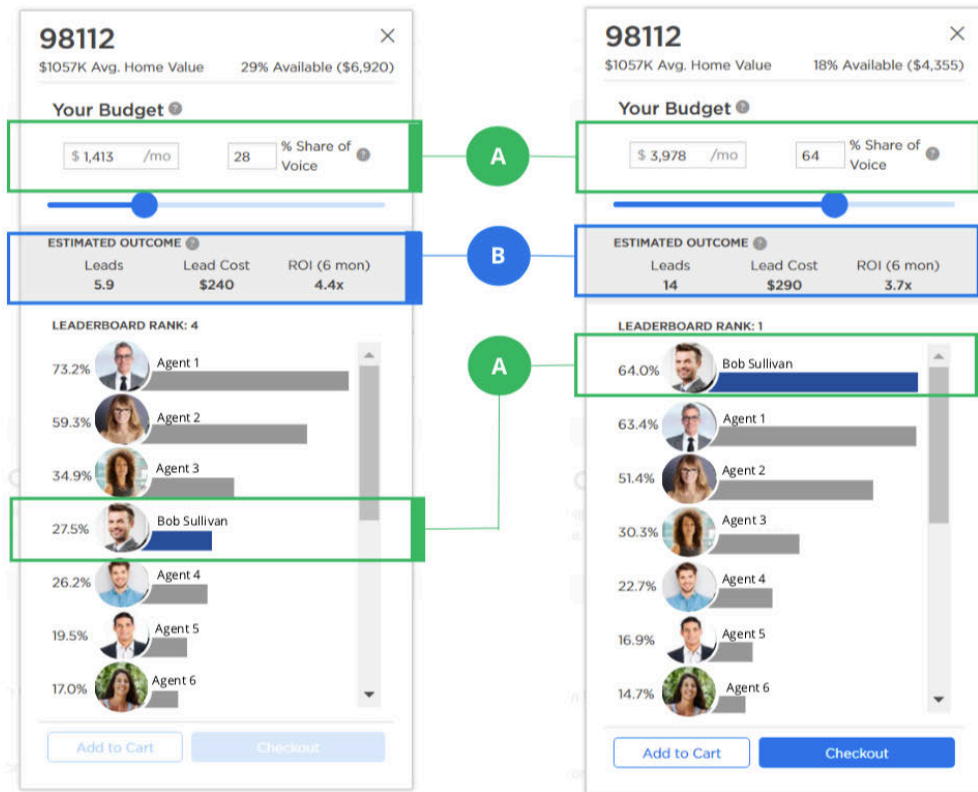 98112
$1057K Avg. Home Value 29% Available ($6,920)
Your Budget ?
$ 1,413 /mo 28 % Share of Voice ?
ESTIMATED OUTCOME ?
Leads Lead Cost ROI (6 mon)
5.9 $240 4.4x
LEADERBOARD RANK: 4
73.2% Agent 1
59.3% Agent 2
34.9% Agent 3
27.5% Bob Sullivan
26.2% Agent 4
19.5% Agent 5
17.0% Agent 6
Add to Cart Checkout
A
B
A
98112
$1057K Avg. Home Value 18% Available ($4,355)
Your Budget ?
$ 3,978 /mo 64 % Share of Voice ?
ESTIMATED OUTCOME ?
Leads Lead Cost ROI (6 mon)
14 $290 3.7x
LEADERBOARD RANK: 1
64.0% Bob Sullivan
63.4% Agent 1
51.4% Agent 2
30.3% Agent 3
22.7% Agent 4
16.9% Agent 5
14.7% Agent 6
Add to Cart Checkout